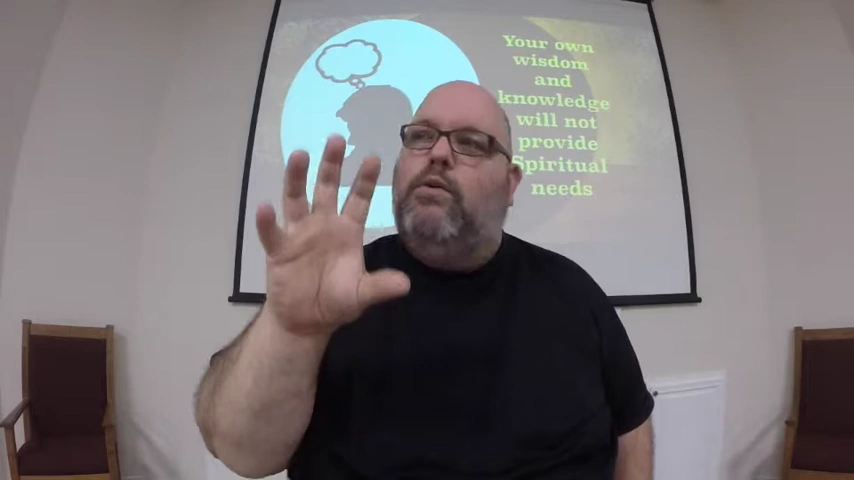 Your own
wisdom
and
knowledge
will not
provide
Spiritual
needs